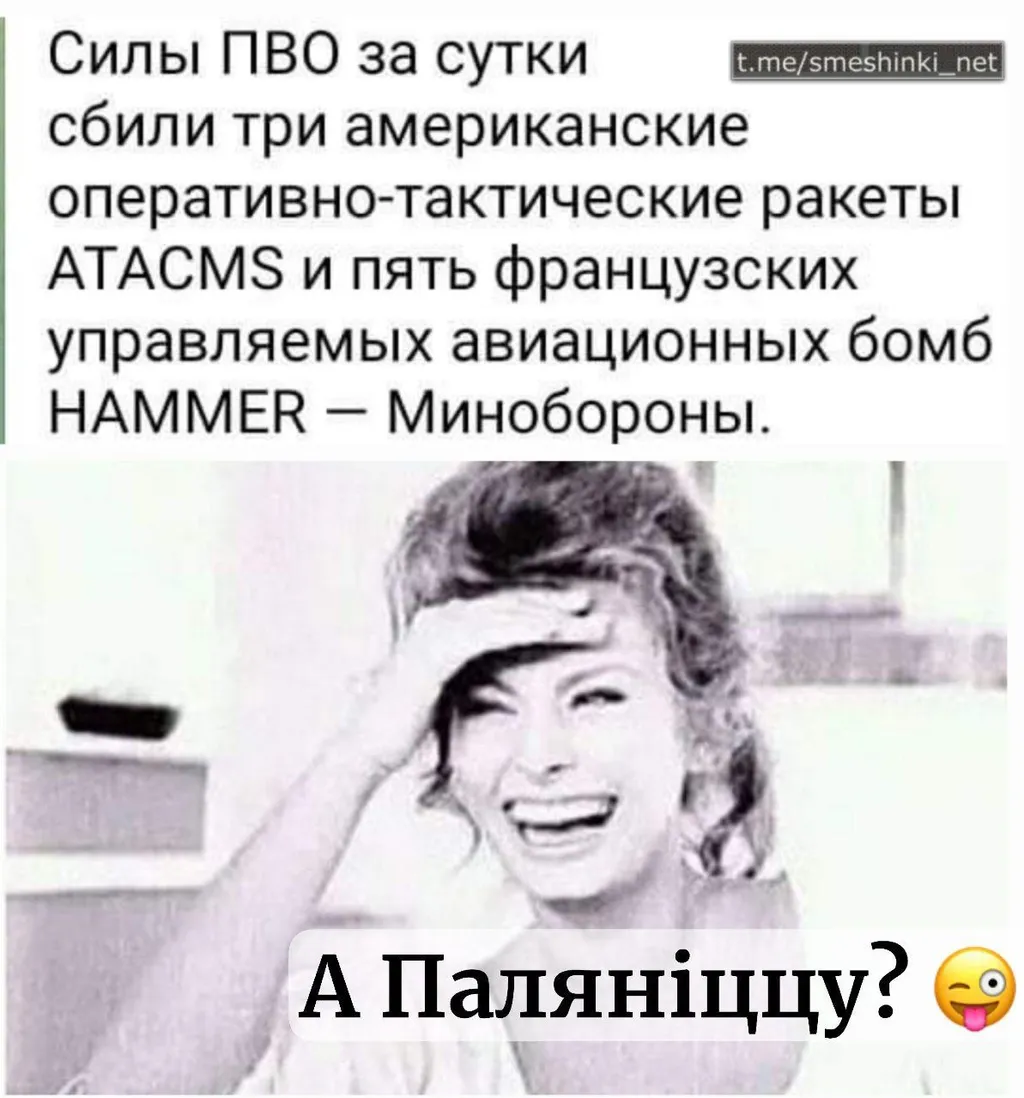 Силы ПВО за сутки
t.me/smeshinki_net
сбили три американские
оперативно-тактические ракеты
ATACMS и пять французских
управляемых авиационных бомб
HAMMER — Минобороны.
А Паляніццу? 😜